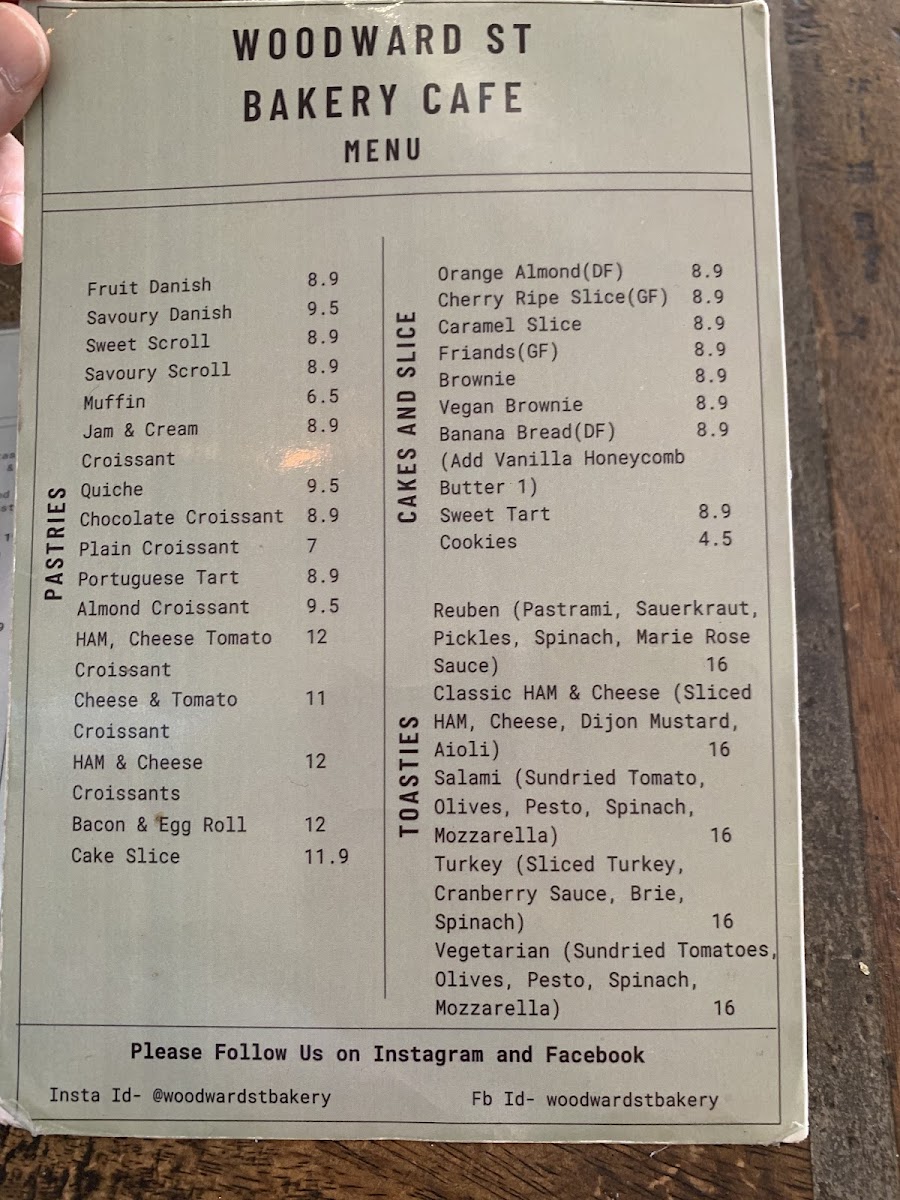 WOODWARD ST
BAKERY CAFE
MENU
PASTRIES
Fruit Danish 8.9
Savoury Danish 9.5
Sweet Scroll 8.9
Savoury Scroll 8.9
Muffin 6.5
Jam & Cream 8.9
Croissant
Quiche 9.5
Chocolate Croissant 8.9
Plain Croissant 7
Portuguese Tart 8.9
Almond Croissant 9.5
HAM, Cheese Tomato 12
Croissant
Cheese & Tomato 11
Croissant
HAM & Cheese 12
Croissants
Bacon & Egg Roll 12
Cake Slice 11.9
CAKES AND SLICE
Orange Almond(DF) 8.9
Cherry Ripe Slice(GF) 8.9
Caramel Slice 8.9
Friands(GF) 8.9
Brownie 8.9
Vegan Brownie 8.9
Banana Bread(DF) 8.9
(Add Vanilla Honeycomb
Butter 1)
Sweet Tart 8.9
Cookies 4.5
TOASTIES
Reuben (Pastrami, Sauerkraut,
Pickles, Spinach, Marie Rose
Sauce) 16
Classic HAM & Cheese (Sliced
HAM, Cheese, Dijon Mustard,
Aioli) 16
Salami (Sundried Tomato,
Olives, Pesto, Spinach,
Mozzarella) 16
Turkey (Sliced Turkey,
Cranberry Sauce, Brie,
Spinach) 16
Vegetarian (Sundried Tomatoes,
Olives, Pesto, Spinach,
Mozzarella) 16
Please Follow Us on Instagram and Facebook
Insta Id- @woodwardstbakery Fb Id- woodwardstbakery